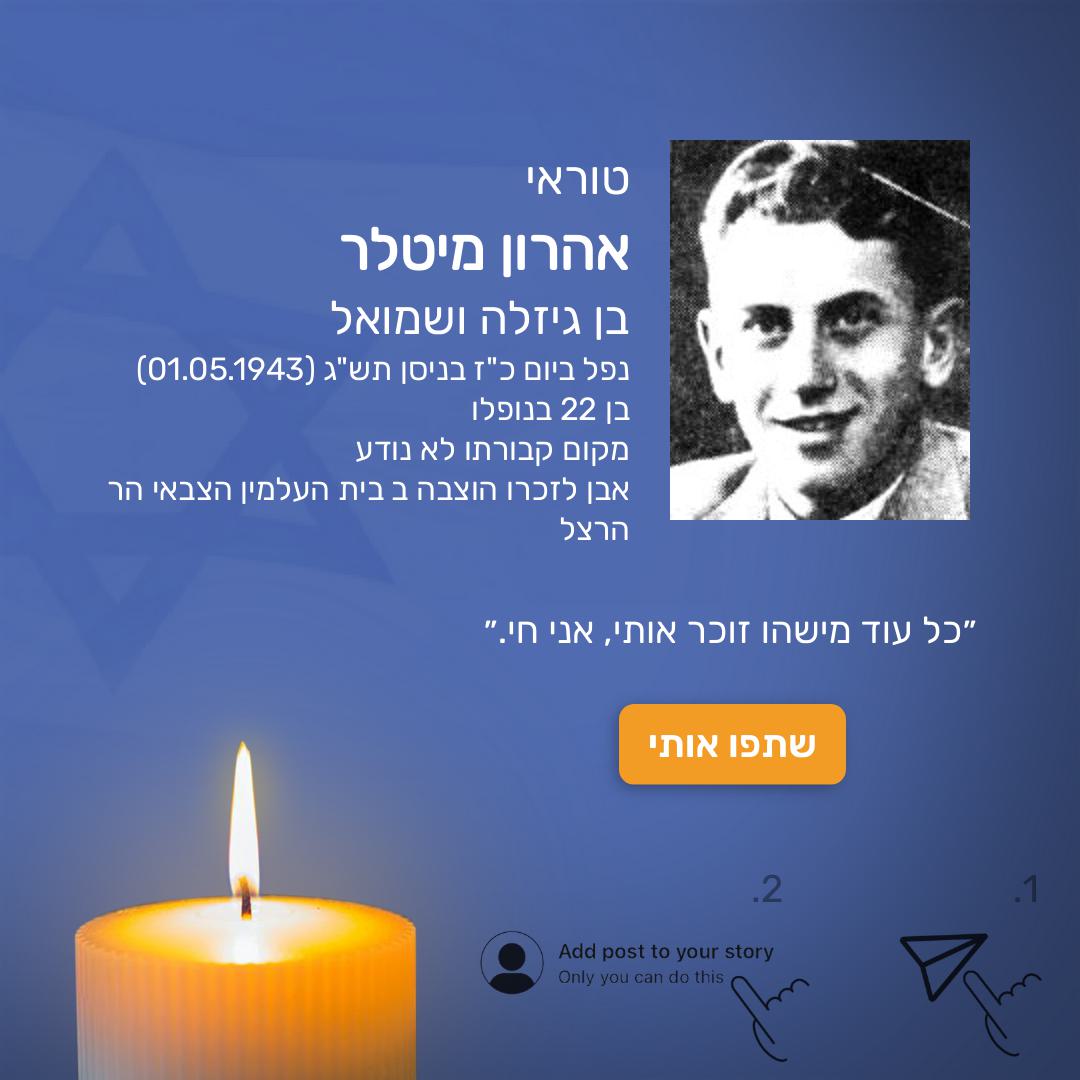 טוראי
אהרון מיטלר
בן גיזלה ושמואל
נפל ביום כ"ז בניסן תש"ג (01.05.1943)
בן 22 בנופלו
מקום קבורתו לא נודע
אבן לזכרו הוצבה ב בית העלמין הצבאי הר
הרצל
״כל עוד מישהו זוכר אותי, אני חי.״
שתפו אותי
.1
.2
Add post to your story
Only you can do this